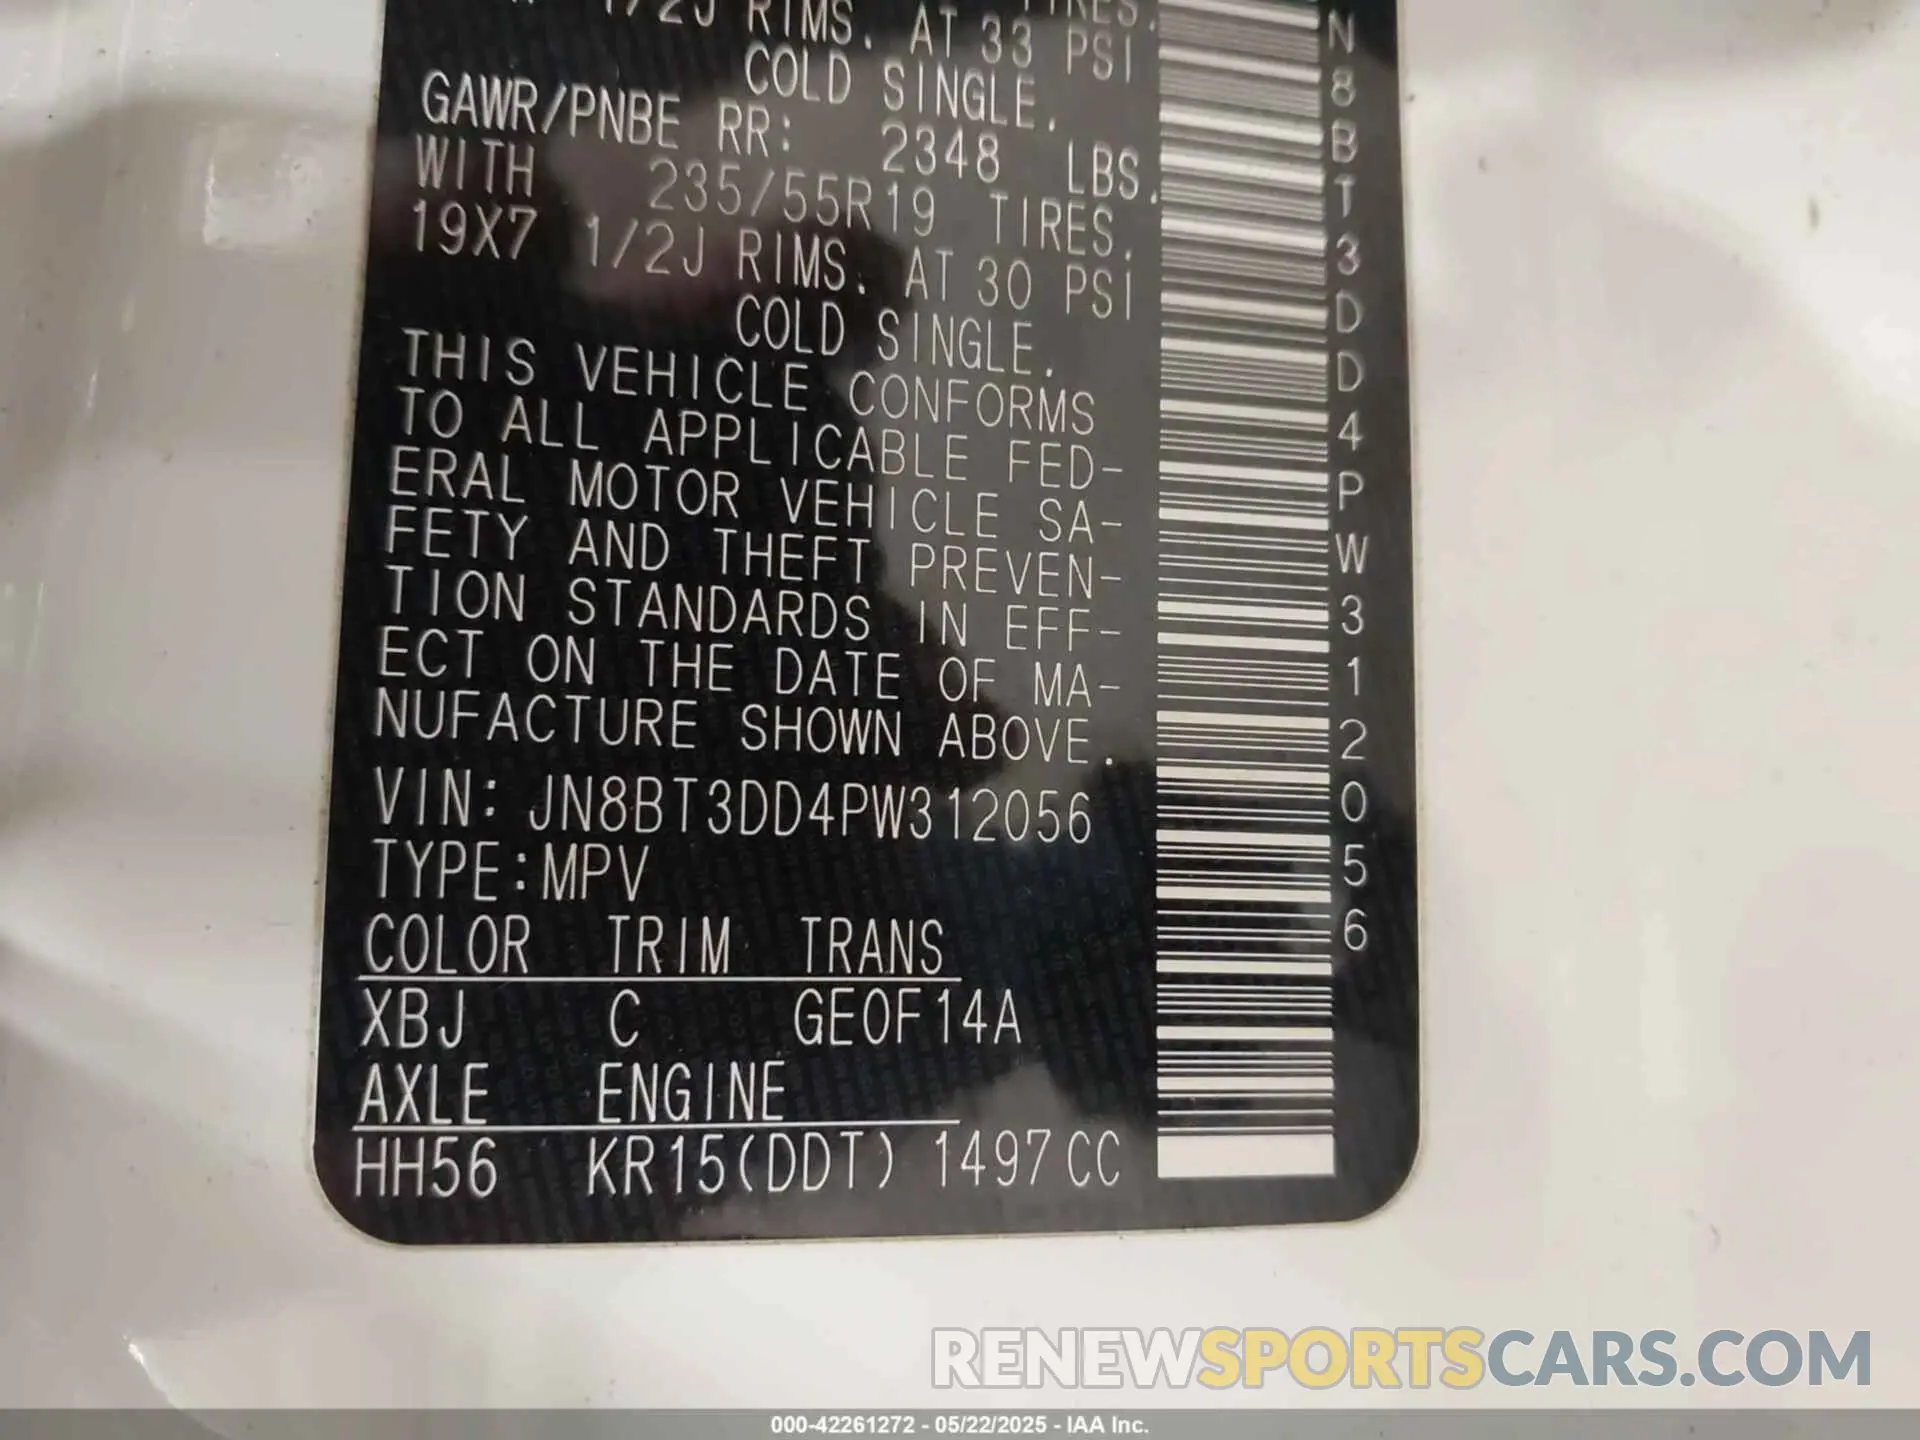 1/2J RIMS. AT 33 PSI
COLD SINGLE.
GAWR/PNBE RR: 2348 LBS.
WITH 235/55R19 TIRES.
19X7 1/2J RIMS. AT 30 PSI
COLD SINGLE.
THIS VEHICLE CONFORMS
TO ALL APPLICABLE FED-
ERAL MOTOR VEHICLE SA-
FETY AND THEFT PREVEN-
TION STANDARDS IN EFF-
ECT ON THE DATE OF MA-
NUFACTURE SHOWN ABOVE.
VIN: JN8BT3DD4PW312056
TYPE:MPV
COLOR TRIM TRANS
XBJ C GE0F14A
AXLE ENGINE
HH56 KR15(DDT) 1497CC
N8BT3DD4PW312056
RENEWSPORTSCARS.COM
000-42261272 - 05/22/2025 - IAA Inc.